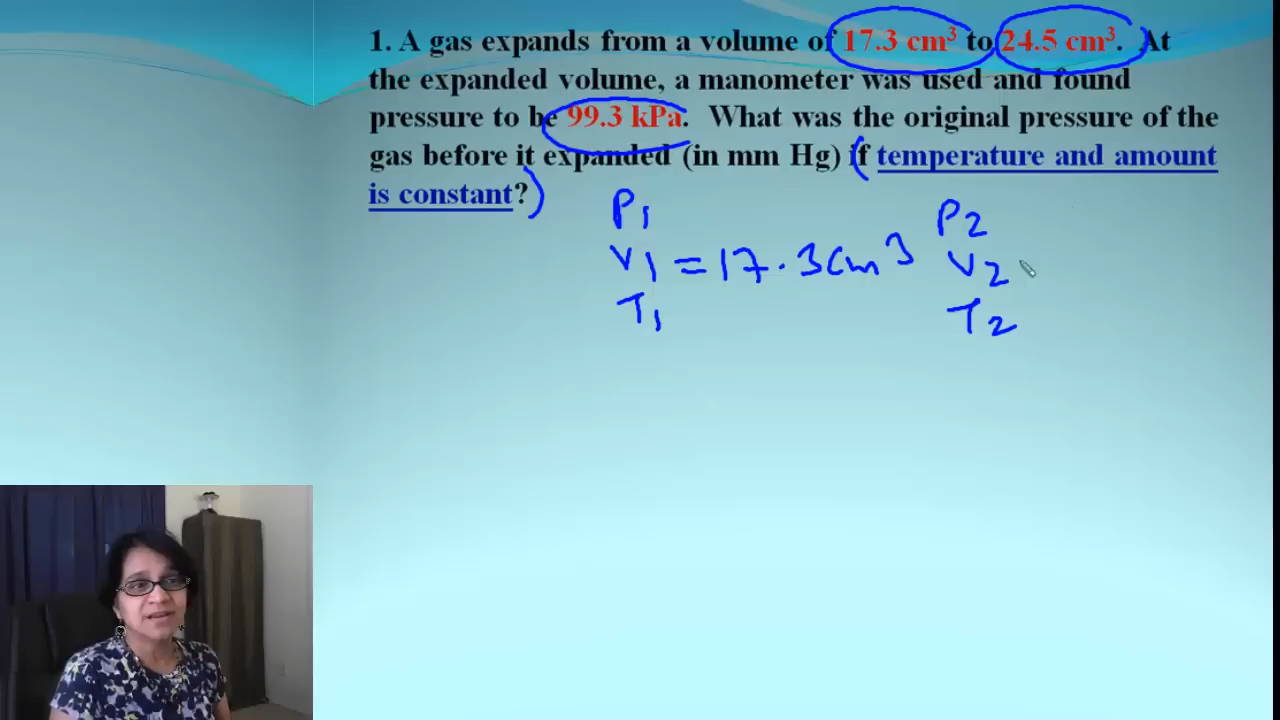 1. A gas expands from a volume of 17.3 cm³ to 24.5 cm³. At
the expanded volume, a manometer was used and found
pressure to be 99.3 kPa. What was the original pressure of the
gas before it expanded (in mm Hg) (if temperature and amount
is constant?)
P1 P2
V1 = 17.3cm³ V2
T1 T2